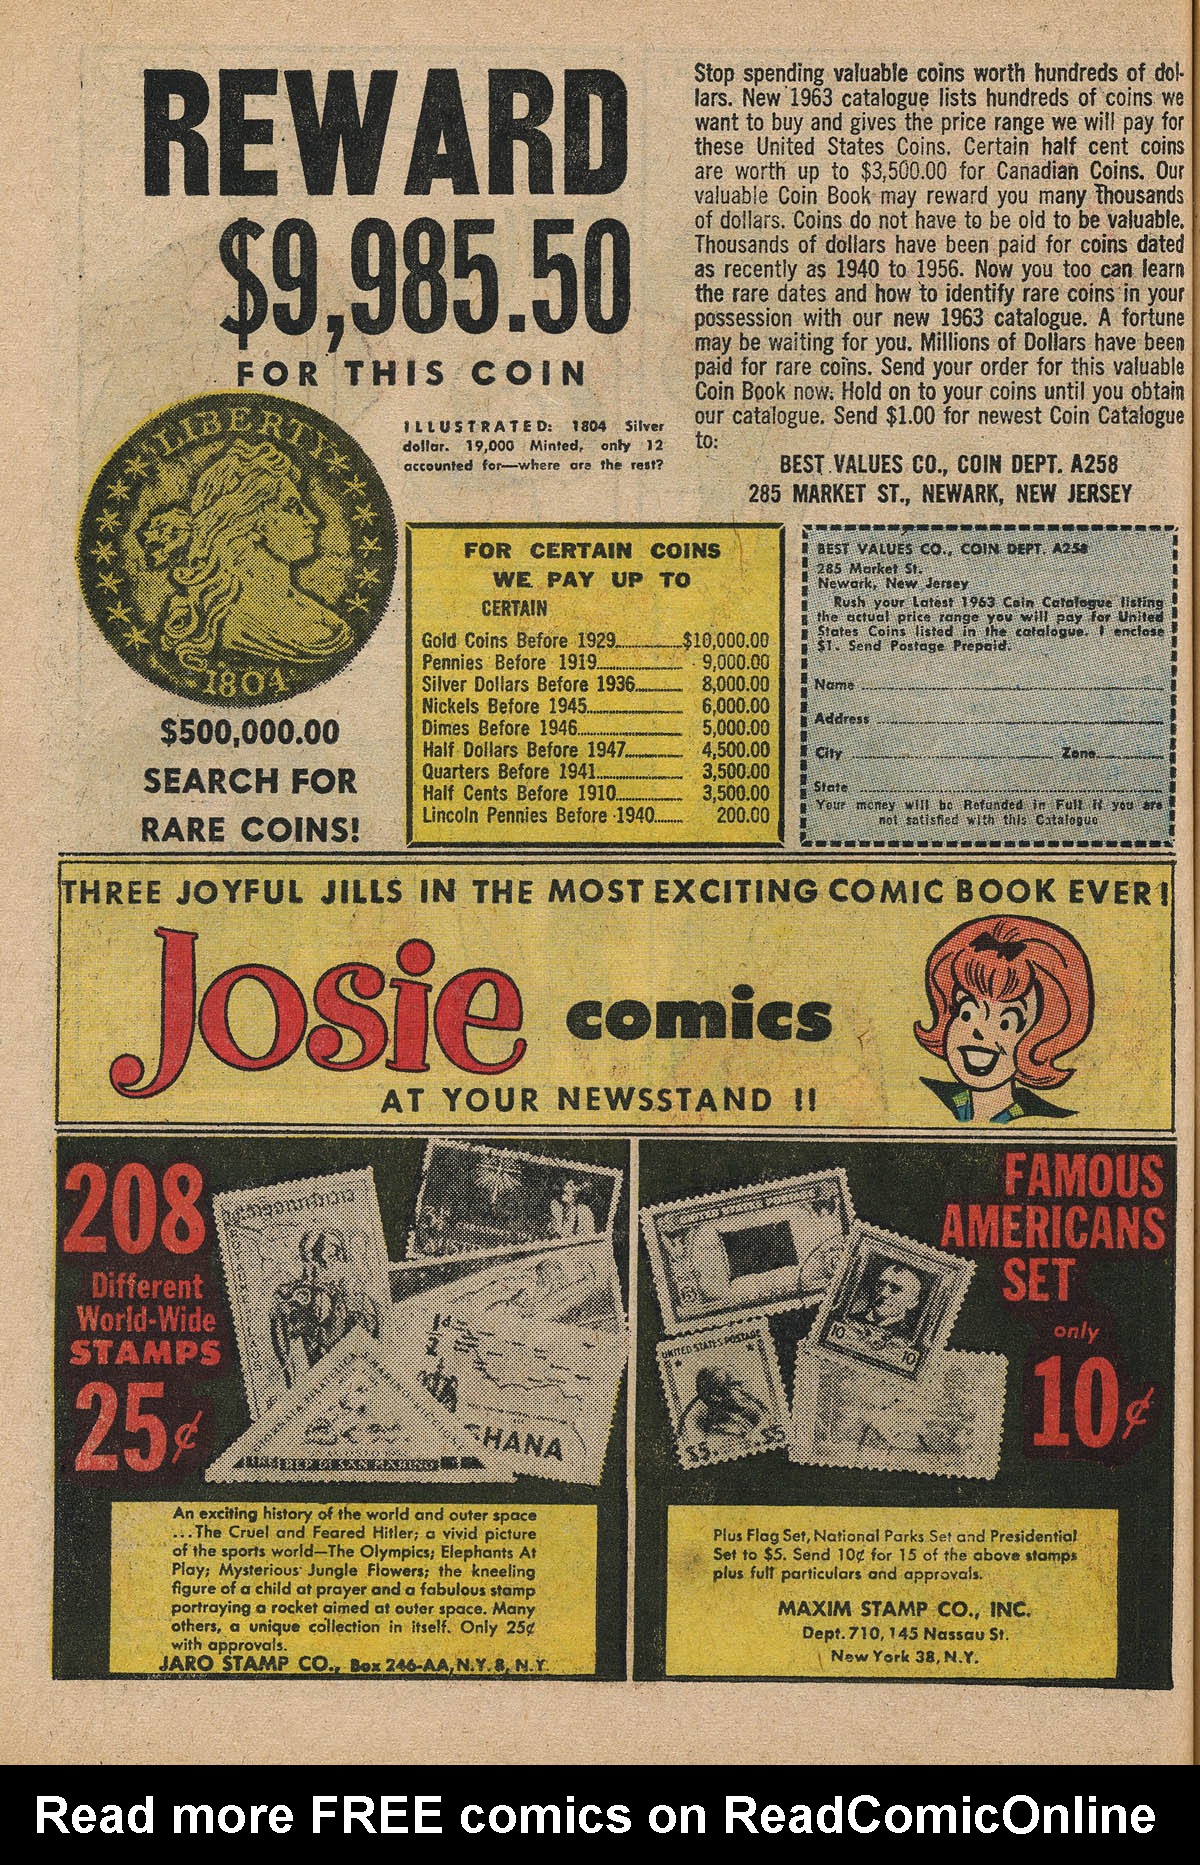 REWARD
$9,985.50
FOR THIS COIN
ILLUSTRATED: 1804 Silver
dollar. 19,000 Minted, only 12
accounted for—where are the rest?
LIBERTY
1804
$500,000.00
SEARCH FOR
RARE COINS!
Stop spending valuable coins worth hundreds of dol-
lars. New 1963 catalogue lists hundreds of coins we
want to buy and gives the price range we will pay for
these United States Coins. Certain half cent coins
are worth up to $3,500.00 for Canadian Coins. Our
valuable Coin Book may reward you many Thousands
of dollars. Coins do not have to be old to be valuable.
Thousands of dollars have been paid for coins dated
as recently as 1940 to 1956. Now you too can learn
the rare dates and how to identify rare coins in your
possession with our new 1963 catalogue. A fortune
may be waiting for you. Millions of Dollars have been
paid for rare coins. Send your order for this valuable
Coin Book now. Hold on to your coins until you obtain
our catalogue. Send $1.00 for newest Coin Catalogue
to:
BEST VALUES CO., COIN DEPT. A258
285 MARKET ST., NEWARK, NEW JERSEY
FOR CERTAIN COINS
WE PAY UP TO
CERTAIN
Gold Coins Before 1929 $10,000.00
Pennies Before 1919 9,000.00
Silver Dollars Before 1936 8,000.00
Nickels Before 1945 6,000.00
Dimes Before 1946 5,000.00
Half Dollars Before 1947 4,500.00
Quarters Before 1941 3,500.00
Half Cents Before 1910 3,500.00
Lincoln Pennies Before 1940 200.00
BEST VALUES CO., COIN DEPT. A258
285 Market St.
Newark, New Jersey
Rush your Latest 1963 Coin Catalogue listing
the actual price range you will pay for United
States Coins listed in the catalogue. I enclose
$1. Send Postage Prepaid.
Name
Address
City Zone
State
Your money will be Refunded in Full if you are
not satisfied with this Catalogue
THREE JOYFUL JILLS IN THE MOST EXCITING COMIC BOOK EVER!
Josie comics
AT YOUR NEWSSTAND !!
208
Different
World-Wide
STAMPS
25¢
GHANA
REP. DI SAN MARINO
An exciting history of the world and outer space
...The Cruel and Feared Hitler; a vivid picture
of the sports world—The Olympics; Elephants At
Play; Mysterious Jungle Flowers; the kneeling
figure of a child at prayer and a fabulous stamp
portraying a rocket aimed at outer space. Many
others, a unique collection in itself. Only 25¢
with approvals.
JARO STAMP CO., Box 246-AA, N.Y. 8, N.Y.
FAMOUS
AMERICANS
SET
only
10¢
UNITED STATES POSTAGE
10 10
$5. $5
Plus Flag Set, National Parks Set and Presidential
Set to $5. Send 10¢ for 15 of the above stamps
plus full particulars and approvals.
MAXIM STAMP CO., INC.
Dept. 710, 145 Nassau St.
New York 38, N.Y.
Read more FREE comics on ReadComicOnline